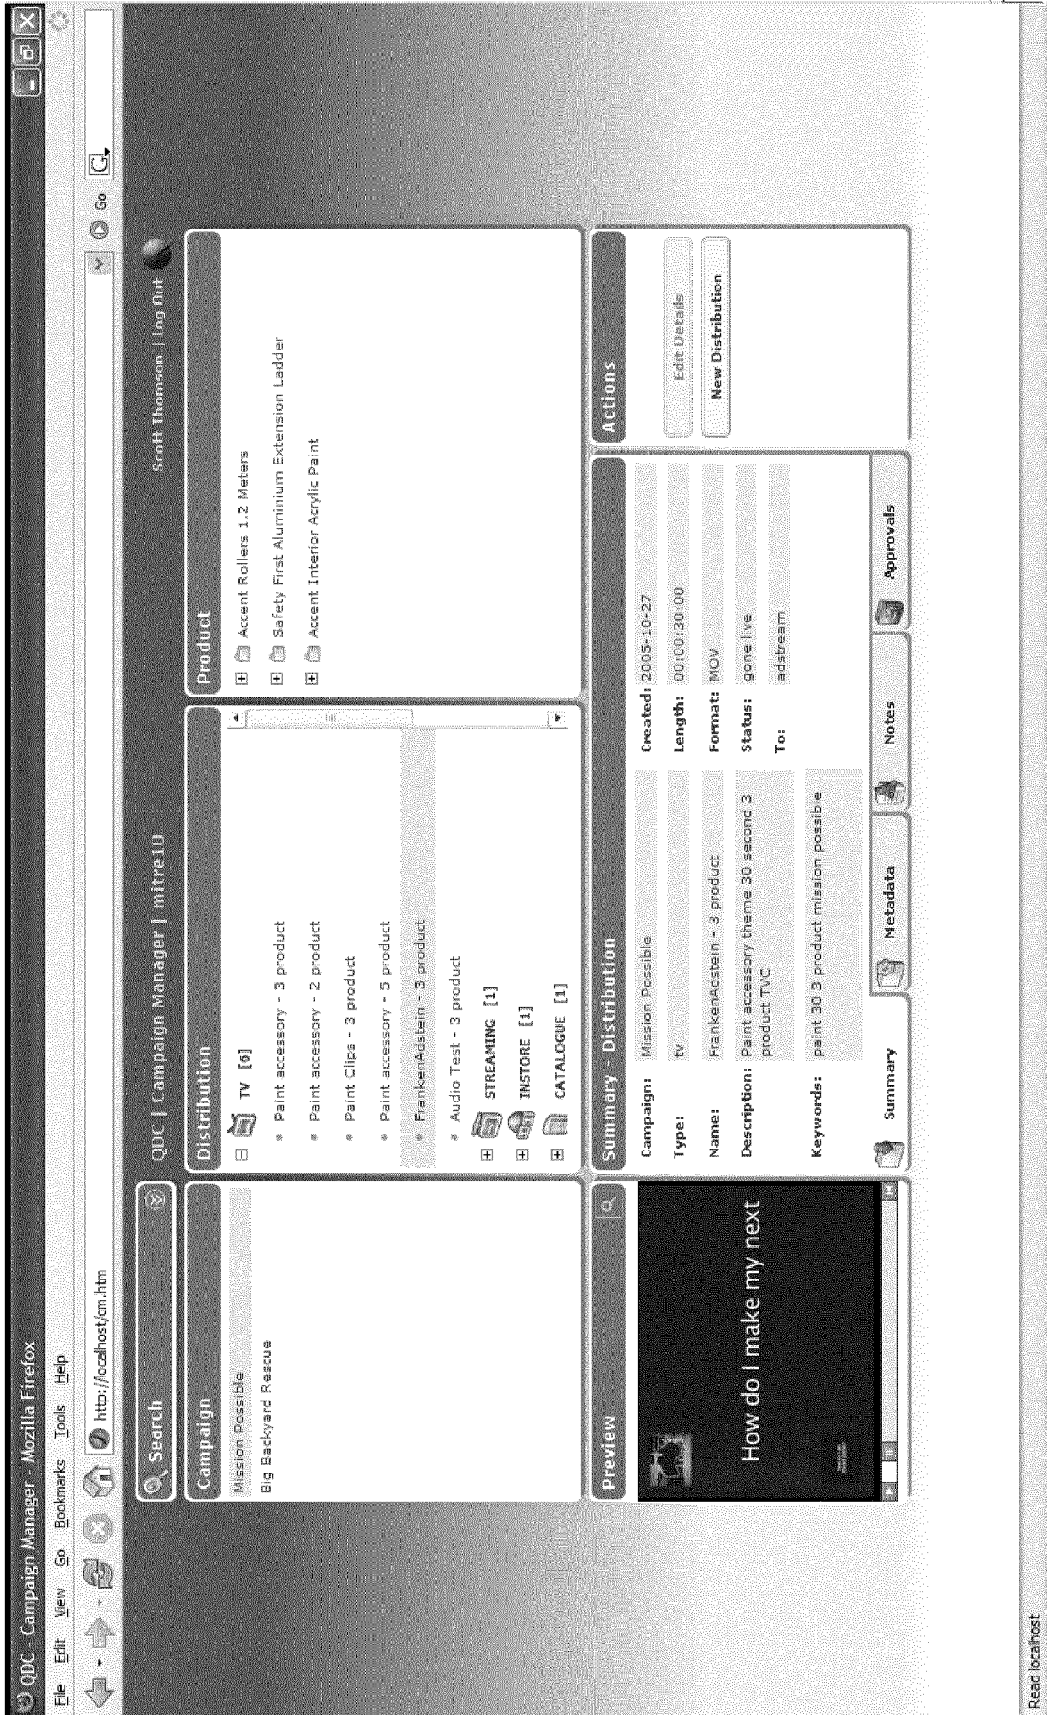 QDC - Campaign Manager - Mozilla Firefox
File Edit View Go Bookmarks Tools Help
http://localhost/cm.htm
Go
Search
QDC | Campaign Manager | mitre10
Scott Thomson | Log Out
Campaign
Mission Possible
Big Backyard Rescue
Distribution
TV [6]
Paint accessory - 3 product
Paint accessory - 2 product
Paint Clips - 3 product
Paint accessory - 5 product
FrankenAdstein - 3 product
Audio Test - 3 product
STREAMING [1]
INSTORE [1]
CATALOGUE [1]
Product
Accent Rollers 1.2 Meters
Safety First Aluminium Extension Ladder
Accent Interior Acrylic Paint
Preview
How do I make my next
Summary - Distribution
Campaign: Mission Possible
Type: tv
Name: FrankenAdstein - 3 product
Description: Paint accessory theme 30 second 3
product TVC
Keywords: paint 30 3 product mission possible
Created: 2005-10-27
Length: 00:00:30:00
Format: MOV
Status: gone live
To: adstream
Summary
Metadata
Notes
Approvals
Actions
Edit Details
New Distribution
Read localhost